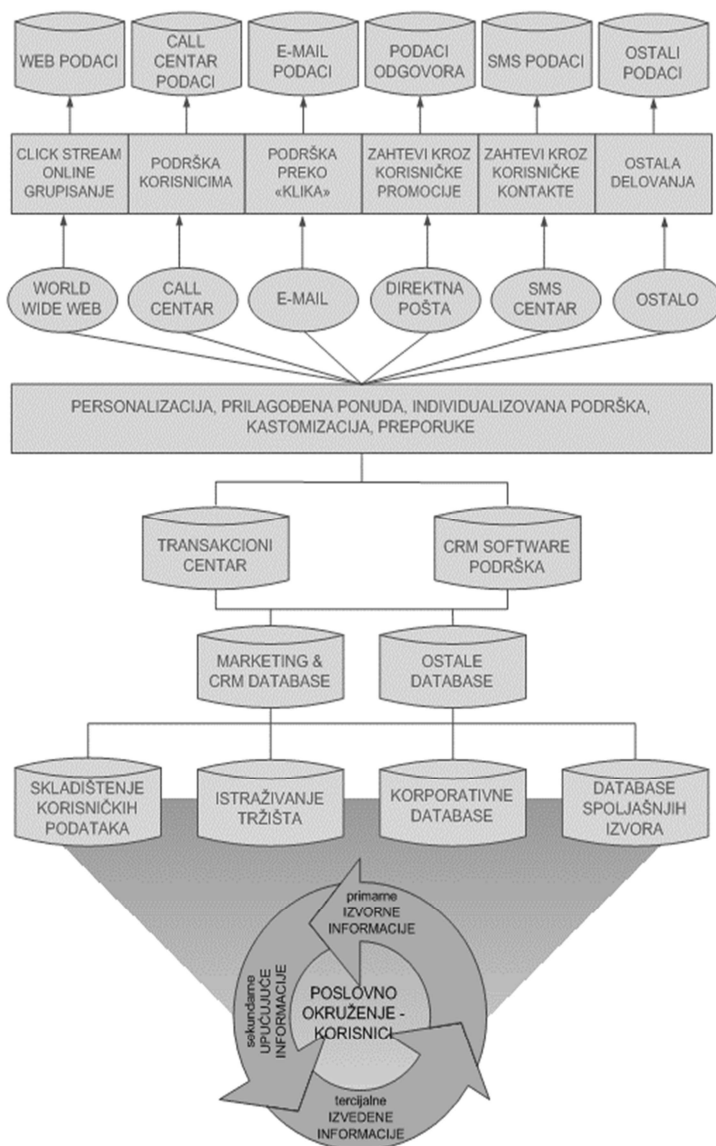 WEB PODACI
CALL
CENTAR
PODACI
E-MAIL
PODACI
PODACI
ODGOVORA
SMS PODACI
OSTALI
PODACI
CLICK STREAM
ONLINE
GRUPISANJE
PODRŠKA
KORISNICIMA
PODRŠKA
PREKO
«KLIKA»
ZAHTEVI KROZ
KORISNIČKE
PROMOCIJE
ZAHTEVI KROZ
KORISNIČKE
KONTAKTE
OSTALA
DELOVANJA
WORLD
WIDE WEB
CALL
CENTAR
E-MAIL
DIREKTNA
POŠTA
SMS
CENTAR
OSTALO
PERSONALIZACIJA, PRILAGOĐENA PONUDA, INDIVIDUALIZOVANA PODRŠKA,
KASTOMIZACIJA, PREPORUKE
TRANSAKCIONI
CENTAR
CRM SOFTWARE
PODRŠKA
MARKETING &
CRM DATABASE
OSTALE
DATABASE
SKLADIŠTENJE
KORISNIČKIH
PODATAKA
ISTRAŽIVANJE
TRŽIŠTA
KORPORATIVNE
DATABASE
DATABASE
SPOLJAŠNJIH
IZVORA
primarne
IZVORNE
INFORMACIJE
sekundarne
UPUĆUJUĆE
INFORMACIJE
POSLOVNO
OKRUŽENJE -
KORISNICI
tercijalne
IZVEDENE
INFORMACIJE